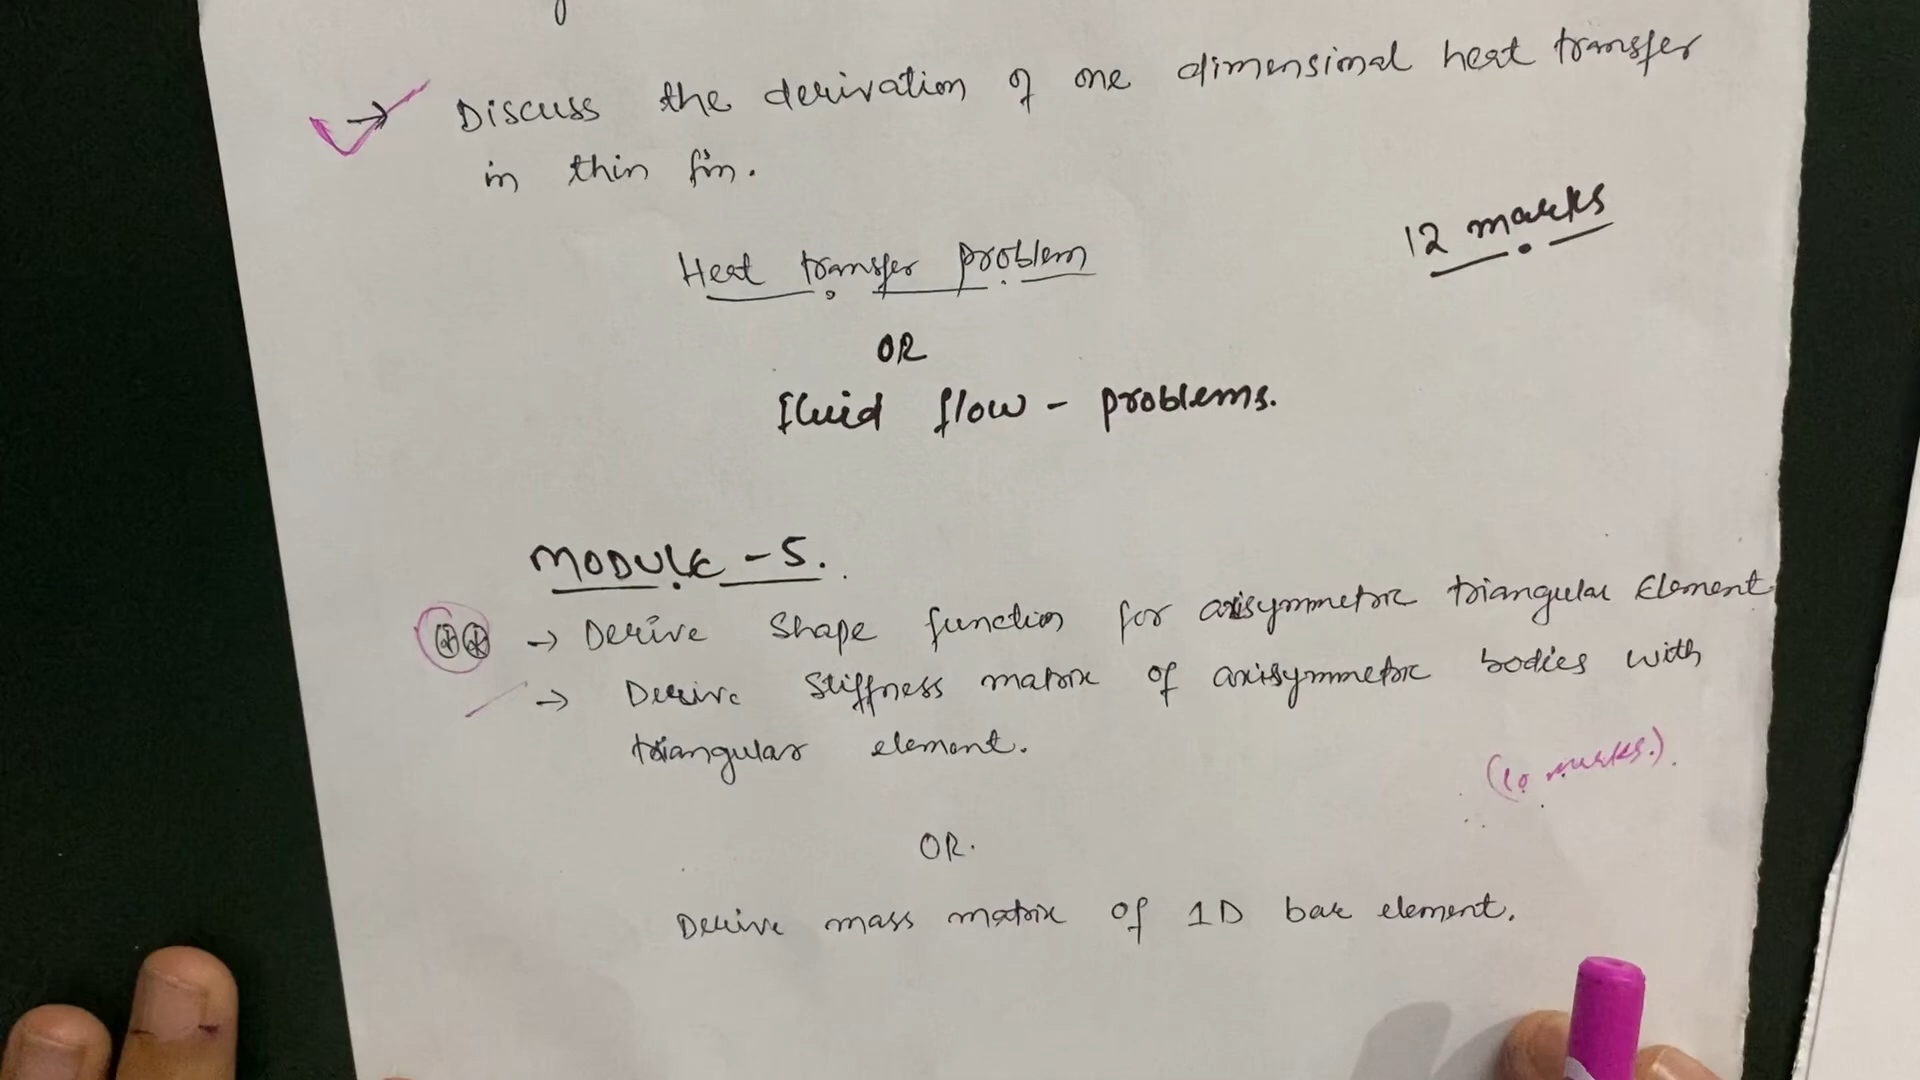 → Discuss the derivation of one dimensional heat transfer
in thin fin.
12 marks
Heat transfer problem
OR
fluid flow - problems.
MODULE - 5.
→ Derive shape function for axisymmetric triangular Element
→ Derive stiffness matrix of axisymmetric bodies with
triangular element.
(10 marks.).
OR.
Derive mass matrix of 1D bar element.